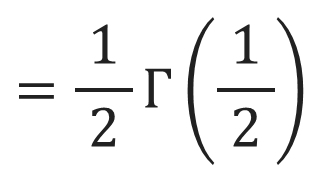 = 1/2 Γ(1/2)